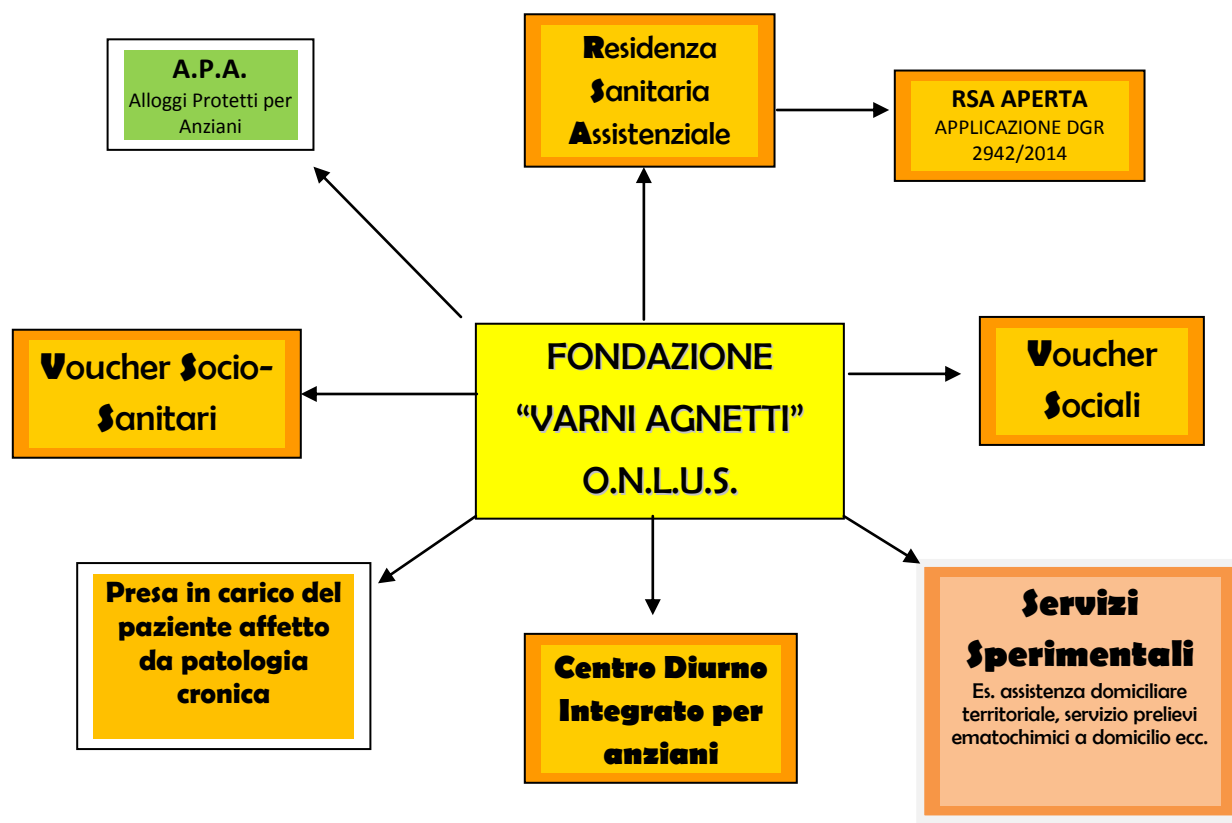 A.P.A.
Alloggi Protetti per
Anziani
Residenza
Sanitaria
Assistenziale
RSA APERTA
APPLICAZIONE DGR
2942/2014
Voucher Socio-
Sanitari
FONDAZIONE
“VARNI AGNETTI”
O.N.L.U.S.
Voucher
Sociali
Presa in carico del
paziente affetto
da patologia
cronica
Centro Diurno
Integrato per
anziani
Servizi
Sperimentali
Es. assistenza domiciliare
territoriale, servizio prelievi
ematochimici a domicilio ecc.